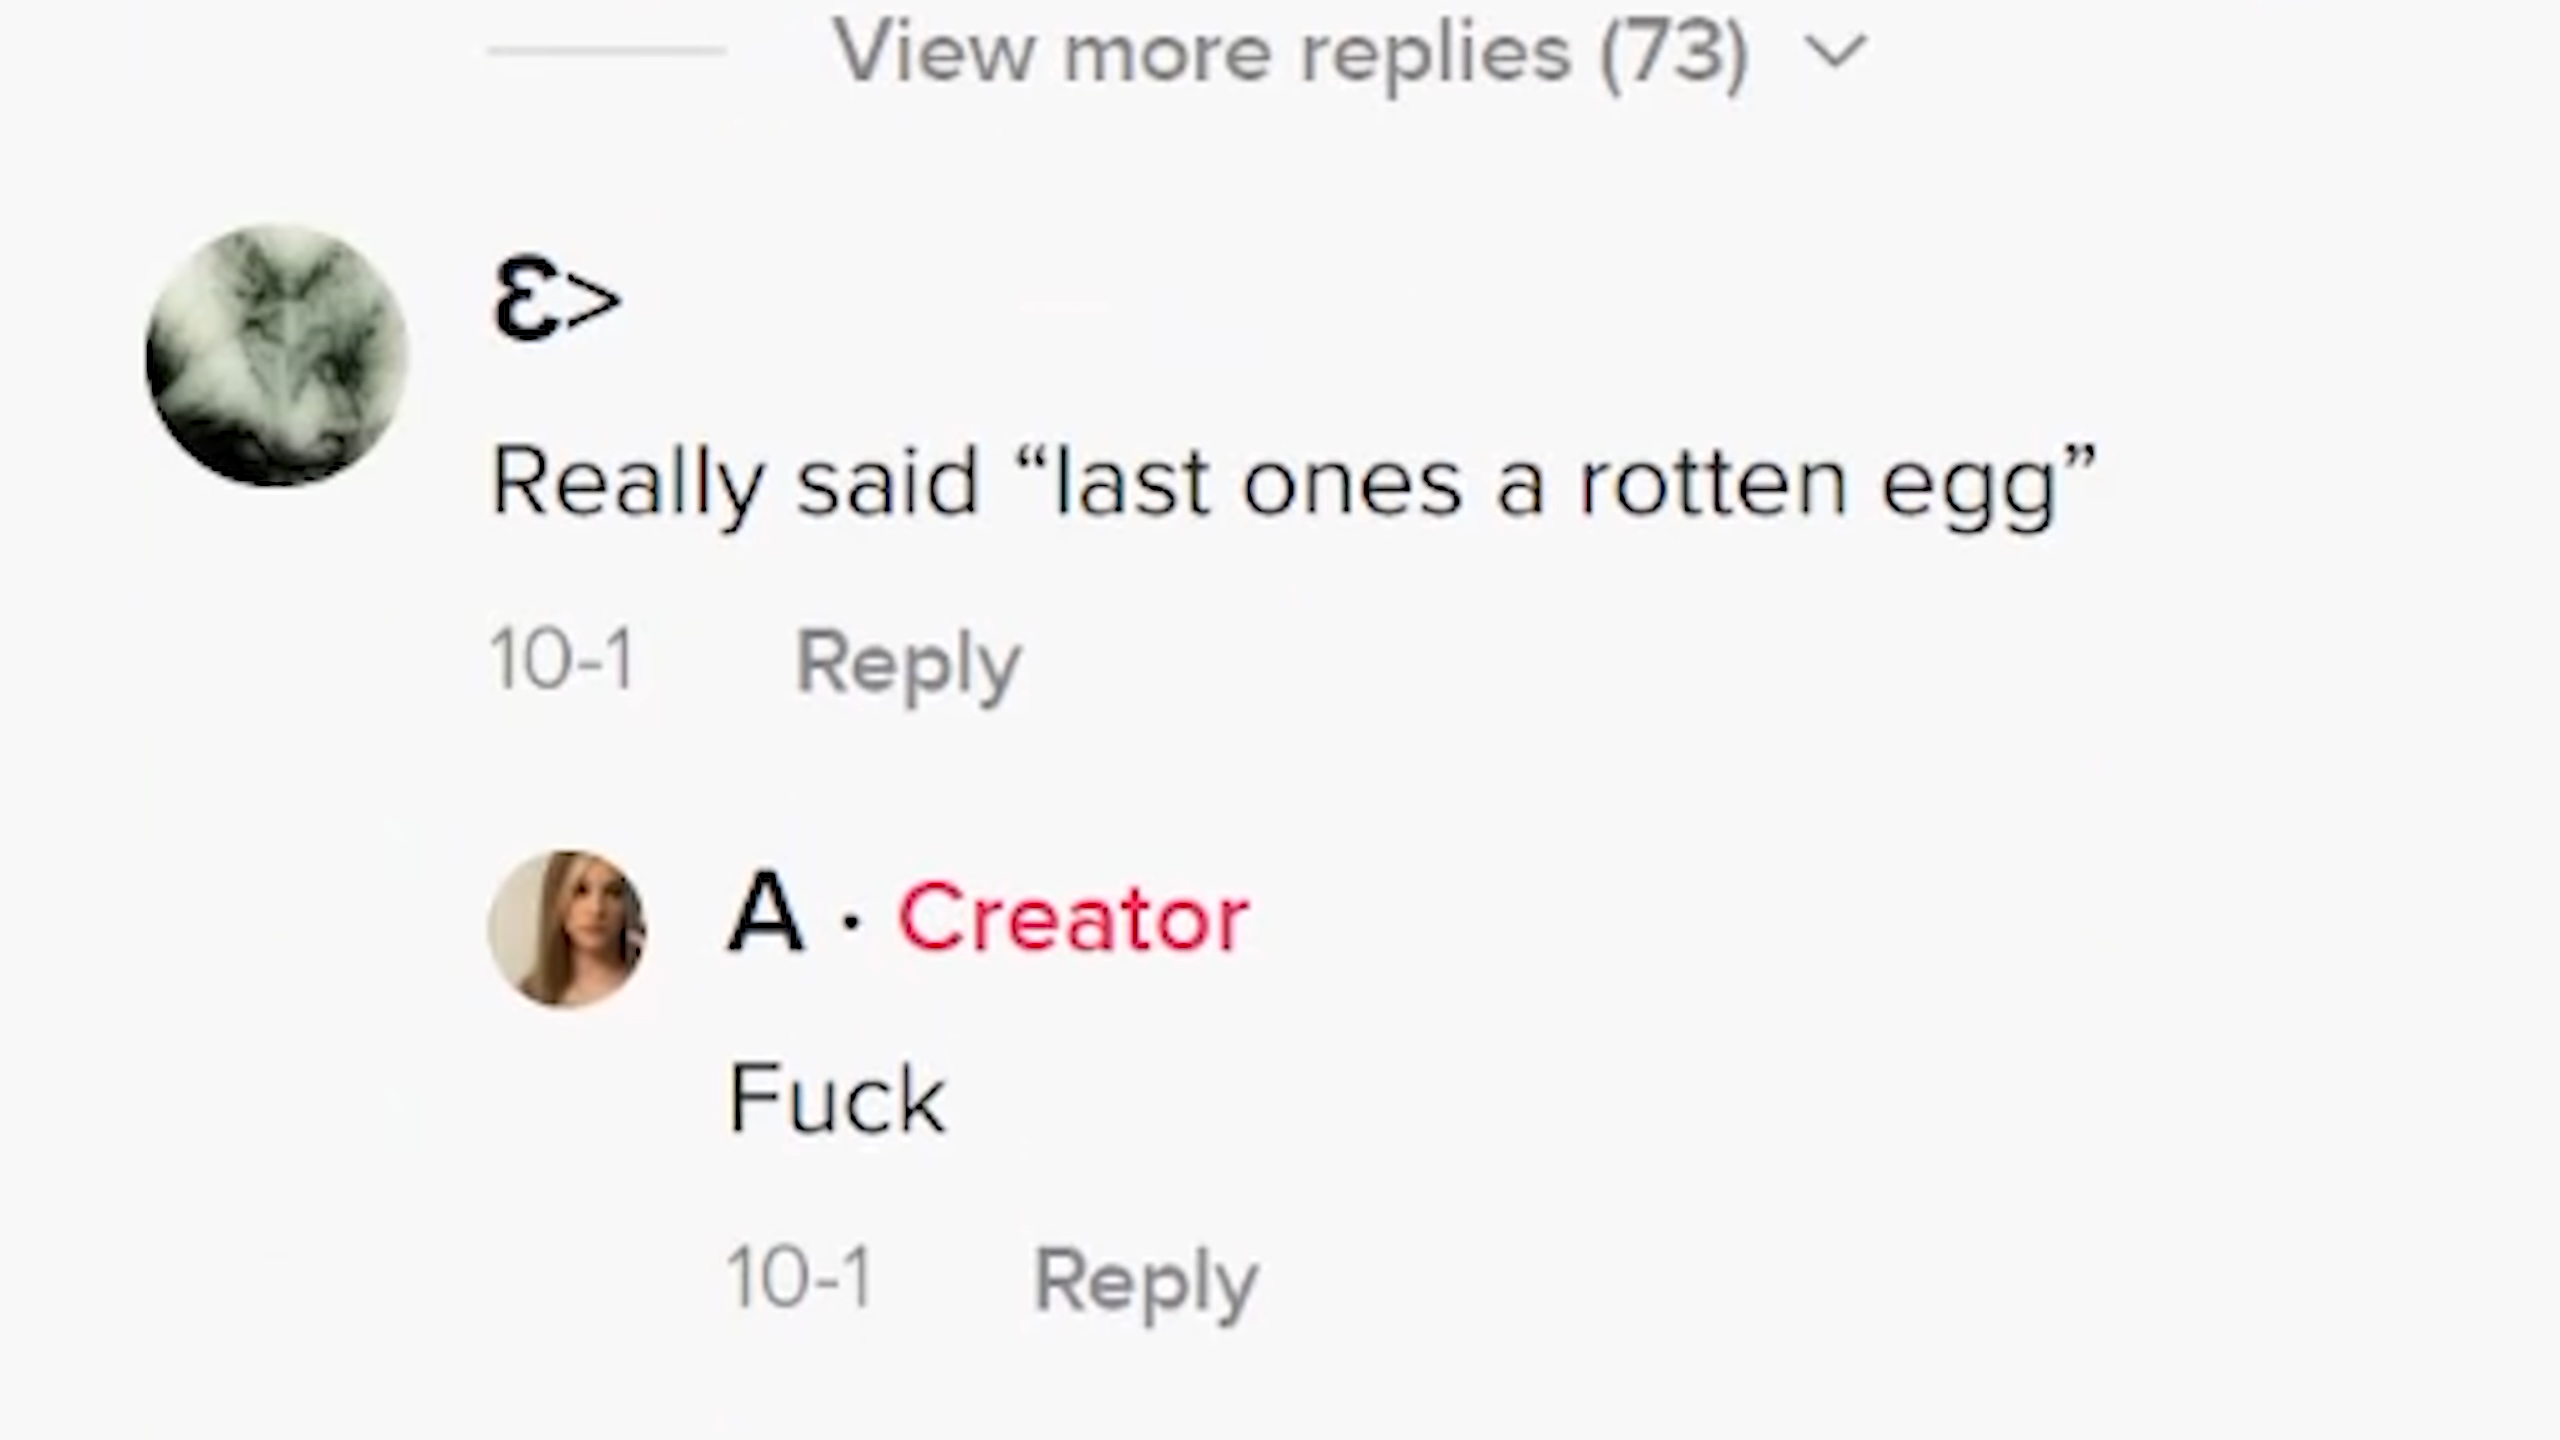 View more replies (73)
Ɛ>
Really said “last ones a rotten egg”
10-1 Reply
A · Creator
Fuck
10-1 Reply